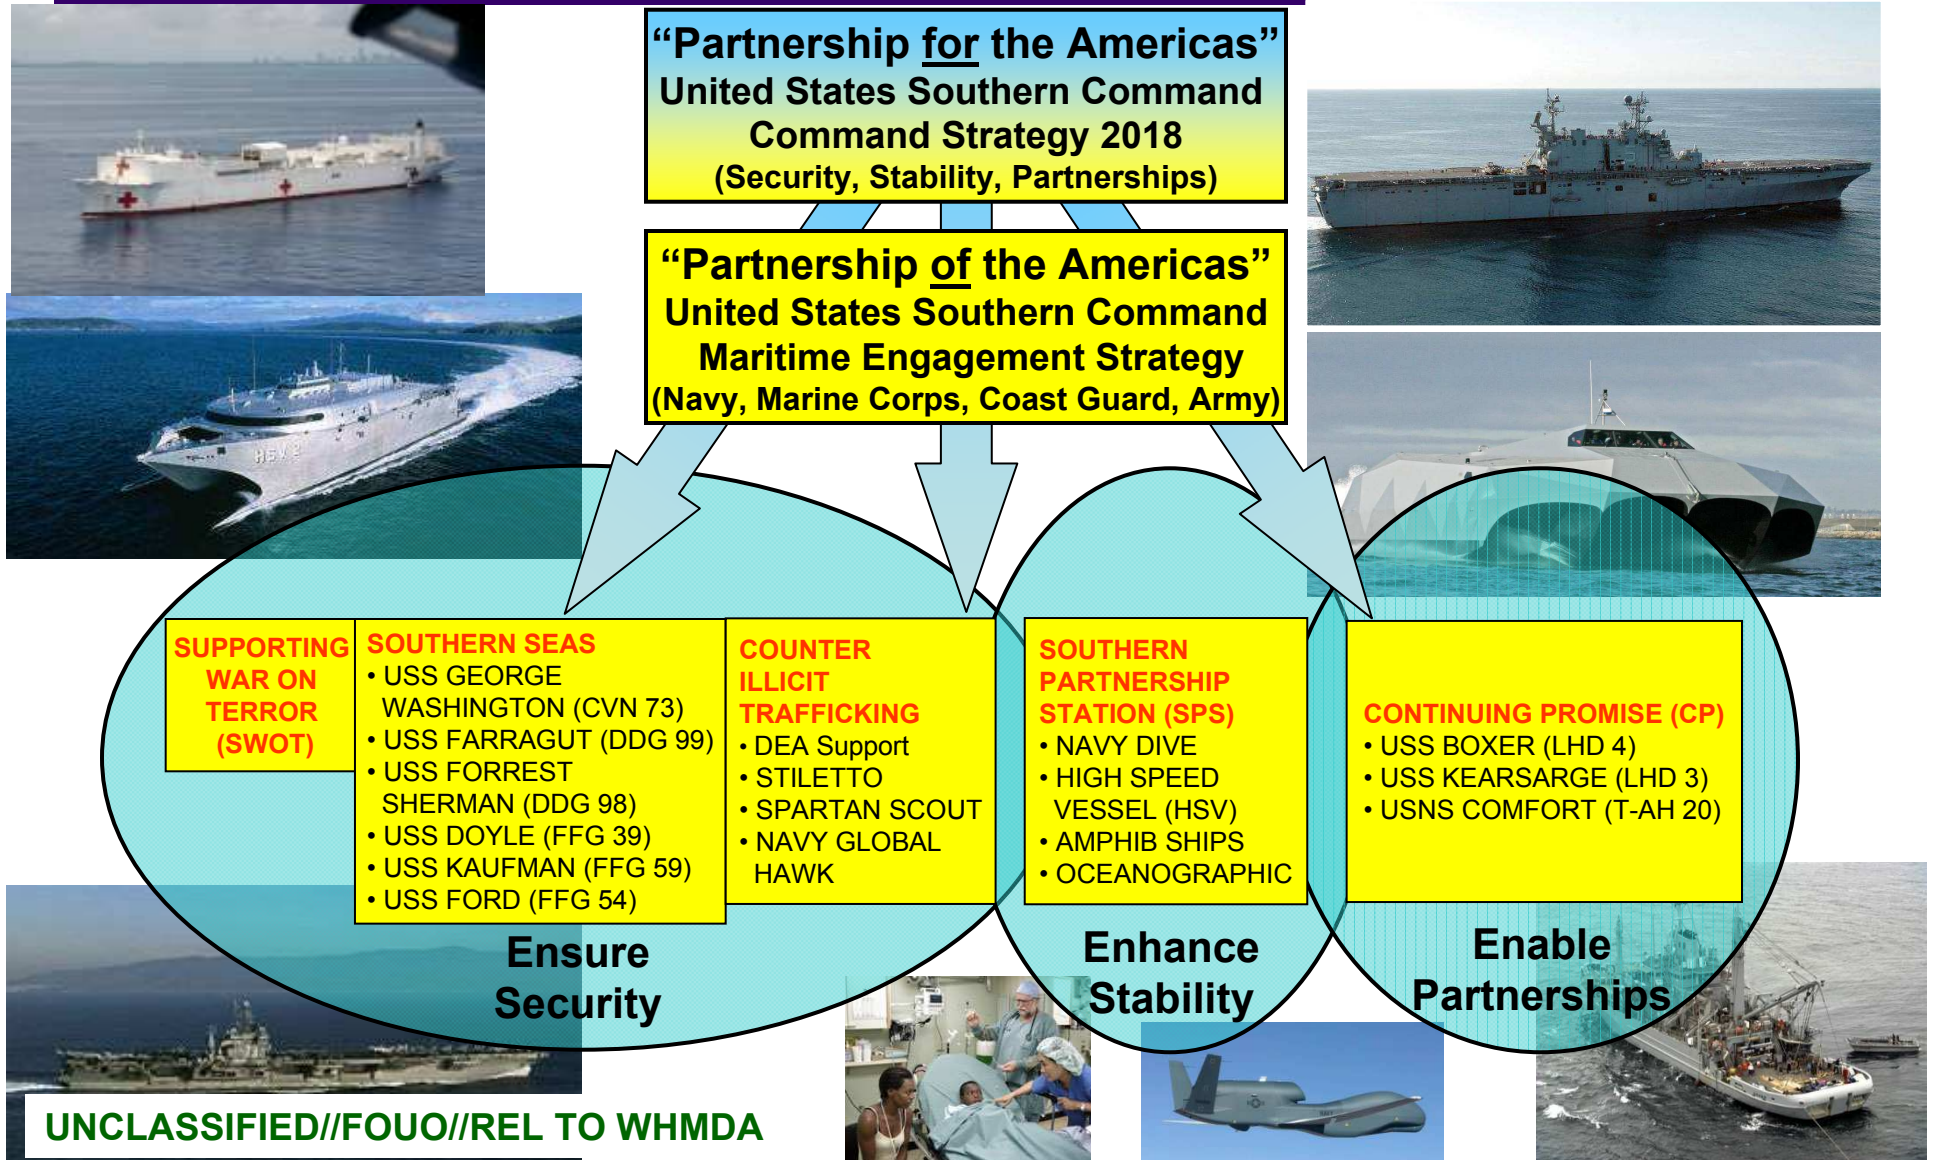 “Partnership for the Americas”
United States Southern Command
Command Strategy 2018
(Security, Stability, Partnerships)
“Partnership of the Americas”
United States Southern Command
Maritime Engagement Strategy
(Navy, Marine Corps, Coast Guard, Army)
HSV 2
SUPPORTING
WAR ON
TERROR
(SWOT)
SOUTHERN SEAS
• USS GEORGE
WASHINGTON (CVN 73)
• USS FARRAGUT (DDG 99)
• USS FORREST
SHERMAN (DDG 98)
• USS DOYLE (FFG 39)
• USS KAUFMAN (FFG 59)
• USS FORD (FFG 54)
COUNTER
ILLICIT
TRAFFICKING
• DEA Support
• STILETTO
• SPARTAN SCOUT
• NAVY GLOBAL
HAWK
SOUTHERN
PARTNERSHIP
STATION (SPS)
• NAVY DIVE
• HIGH SPEED
VESSEL (HSV)
• AMPHIB SHIPS
• OCEANOGRAPHIC
CONTINUING PROMISE (CP)
• USS BOXER (LHD 4)
• USS KEARSARGE (LHD 3)
• USNS COMFORT (T-AH 20)
Ensure
Security
Enhance
Stability
Enable
Partnerships
UNCLASSIFIED//FOUO//REL TO WHMDA